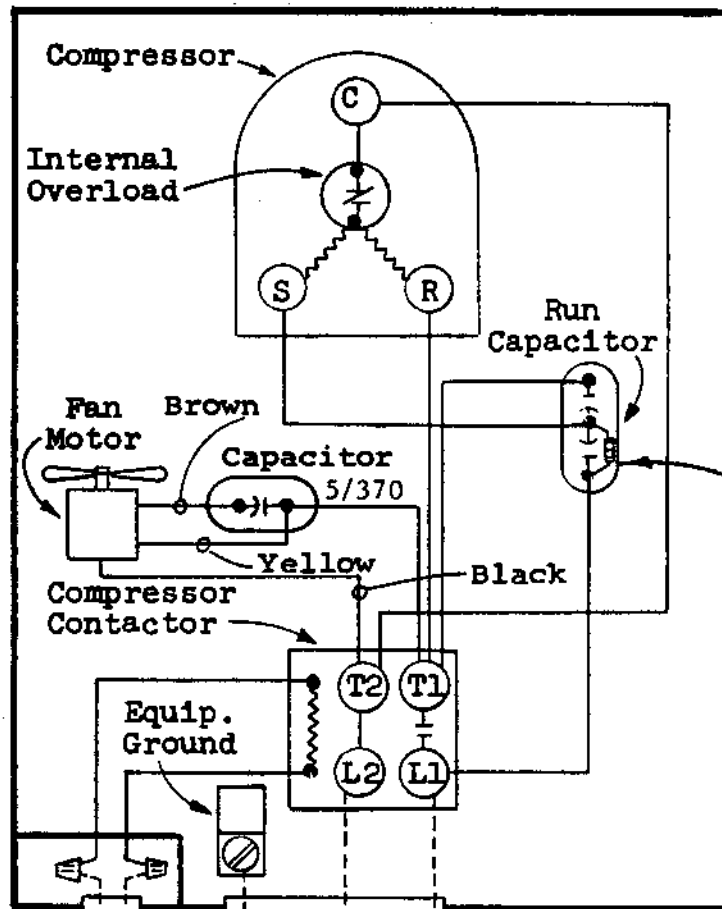 Compressor
C
Internal
Overload
S
R
Run
Capacitor
Fan
Motor
Brown
Capacitor
5/370
Yellow
Black
Compressor
Contactor
T2
T1
Equip.
Ground
L2
L1